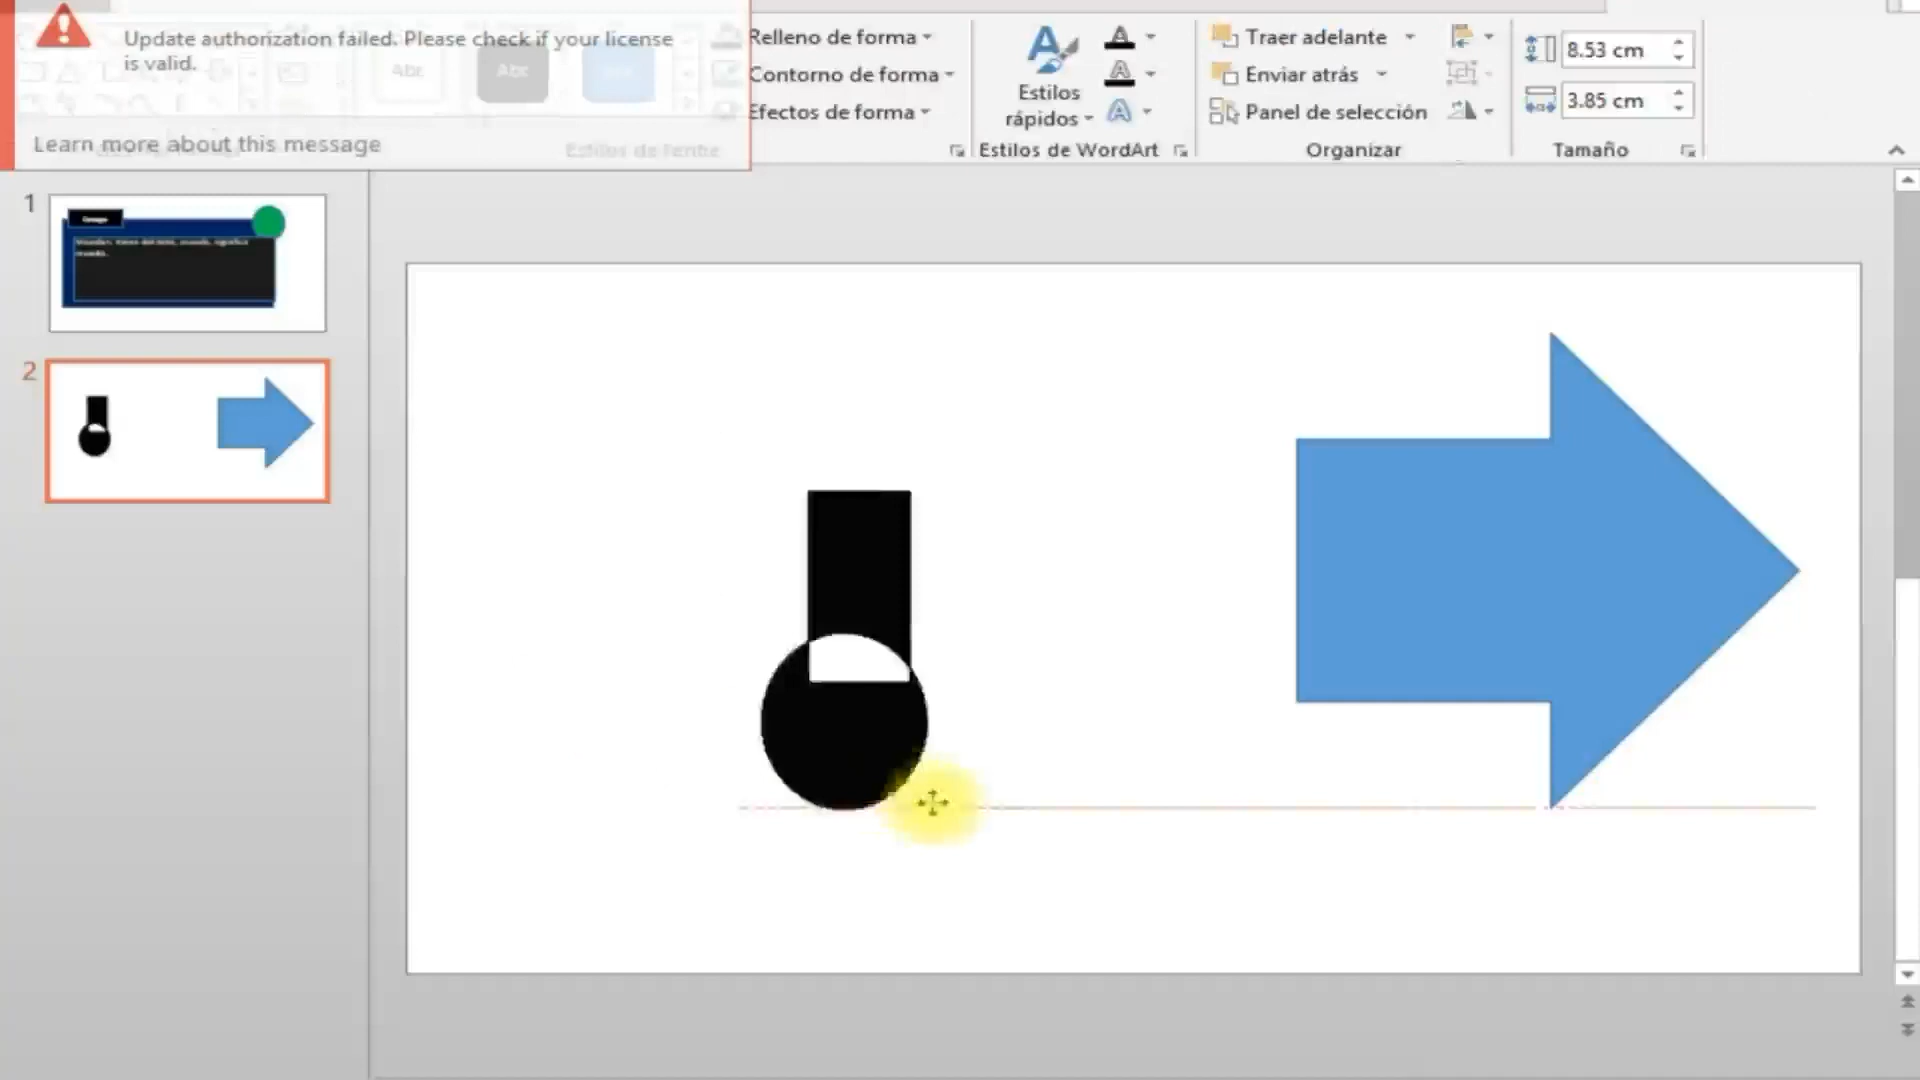 Update authorization failed. Please check if your license
is valid.
Learn more about this message
Abc
Abc
Relleno de forma
Contorno de forma
Efectos de forma
Estilos
rápidos
Estilos de WordArt
Traer adelante
Enviar atrás
Panel de selección
Organizar
8.53 cm
3.85 cm
Tamaño
1
2